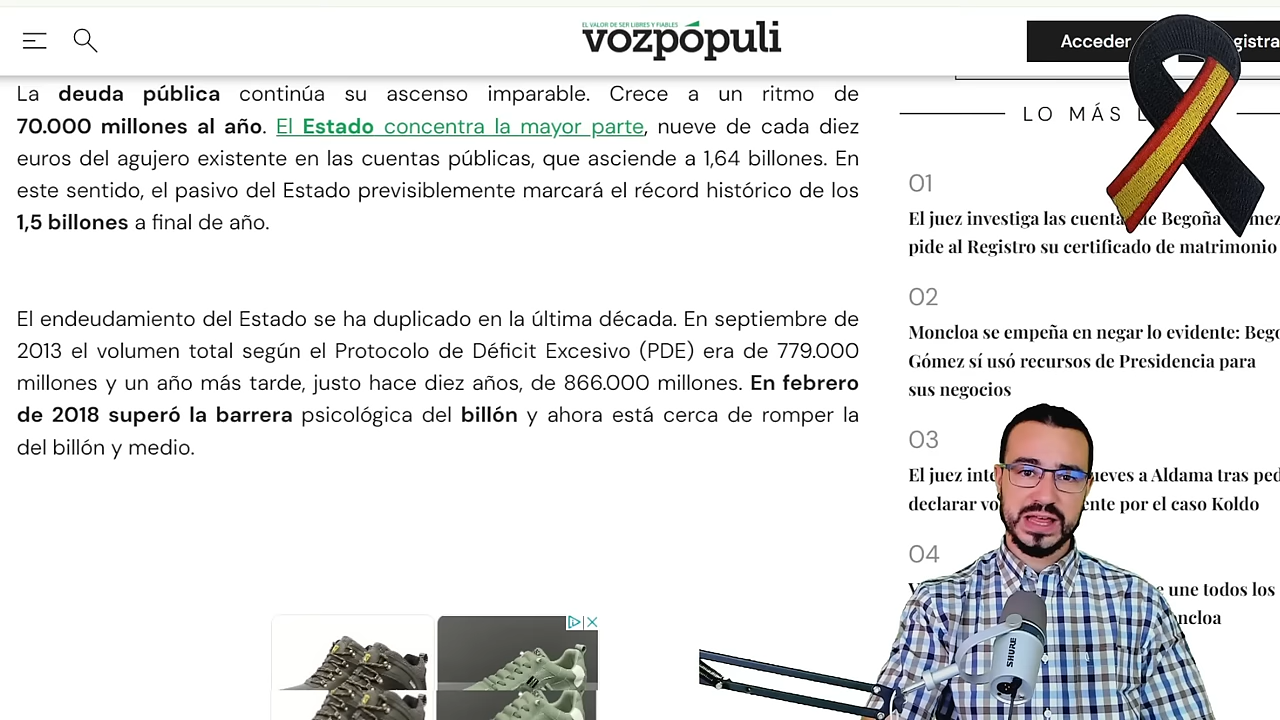 EL VALOR DE SER LIBRES Y FIABLES
vozpópuli
Acceder
La deuda pública continúa su ascenso imparable. Crece a un ritmo de
70.000 millones al año. El Estado concentra la mayor parte, nueve de cada diez
euros del agujero existente en las cuentas públicas, que asciende a 1,64 billones. En
este sentido, el pasivo del Estado previsiblemente marcará el récord histórico de los
1,5 billones a final de año.
El endeudamiento del Estado se ha duplicado en la última década. En septiembre de
2013 el volumen total según el Protocolo de Déficit Excesivo (PDE) era de 779.000
millones y un año más tarde, justo hace diez años, de 866.000 millones. En febrero
de 2018 superó la barrera psicológica del billón y ahora está cerca de romper la
del billón y medio.
LO MÁS
01
El juez investiga las cuentas de Begoña
pide al Registro su certificado de matrimonio
02
Moncloa se empeña en negar lo evidente:
Gómez sí usó recursos de Presidencia para
sus negocios
03
El juez a Aldama tras
declarar por el caso Koldo
04
une todos los
SHURE